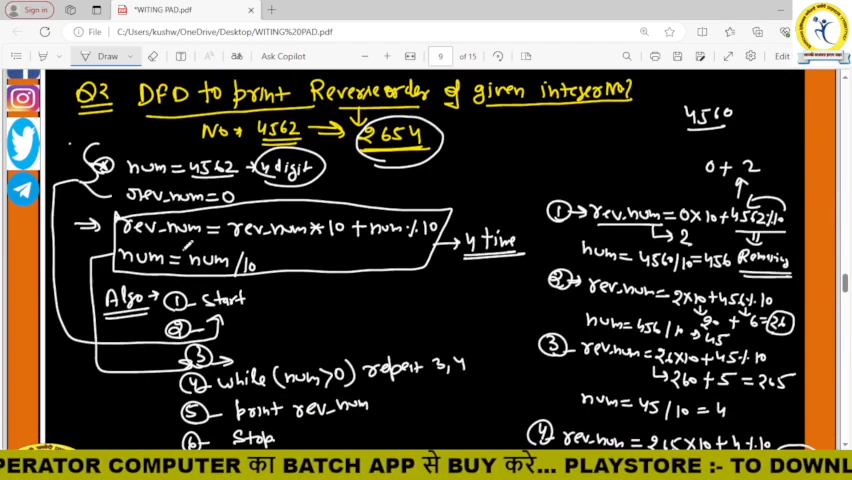 Sign in
*WITING PAD.pdf
File
C:/Users/kushw/OneDrive/Desktop/WITING%20PAD.pdf
Draw
Ask Copilot
9 of 15
Edit
Q2 DFD to print Reverse order of given integer No?
No * 4562 ⇒ 2654
4560
* num = 4562 → 4 digit
rev_num = 0
⇒ rev_num = rev_num * 10 + num % 10
num = num/10
→ 4 time
Algo → ① Start
②
③
④ while (num>0) repeat 3, 4
⑤ print rev_num
⑥ Stop
0 + 2
① → rev_num = 0×10 + 4562 % 10
↳ 2
num = 4560/10 = 456 Removing
② → rev_num = 2×10 + 456 % 10
20 + 6 = 26
num = 456/10 → 45
③ rev_num = 26×10 + 45 % 10
↳ 260 + 5 = 265
num = 45/10 = 4
④ rev_num = 265×10 + 4 % 10
PERATOR COMPUTER का BATCH APP से BUY करे... PLAYSTORE :- TO DOWNL